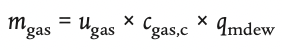 m_gas = u_gas × c_gas,c × q_mdew